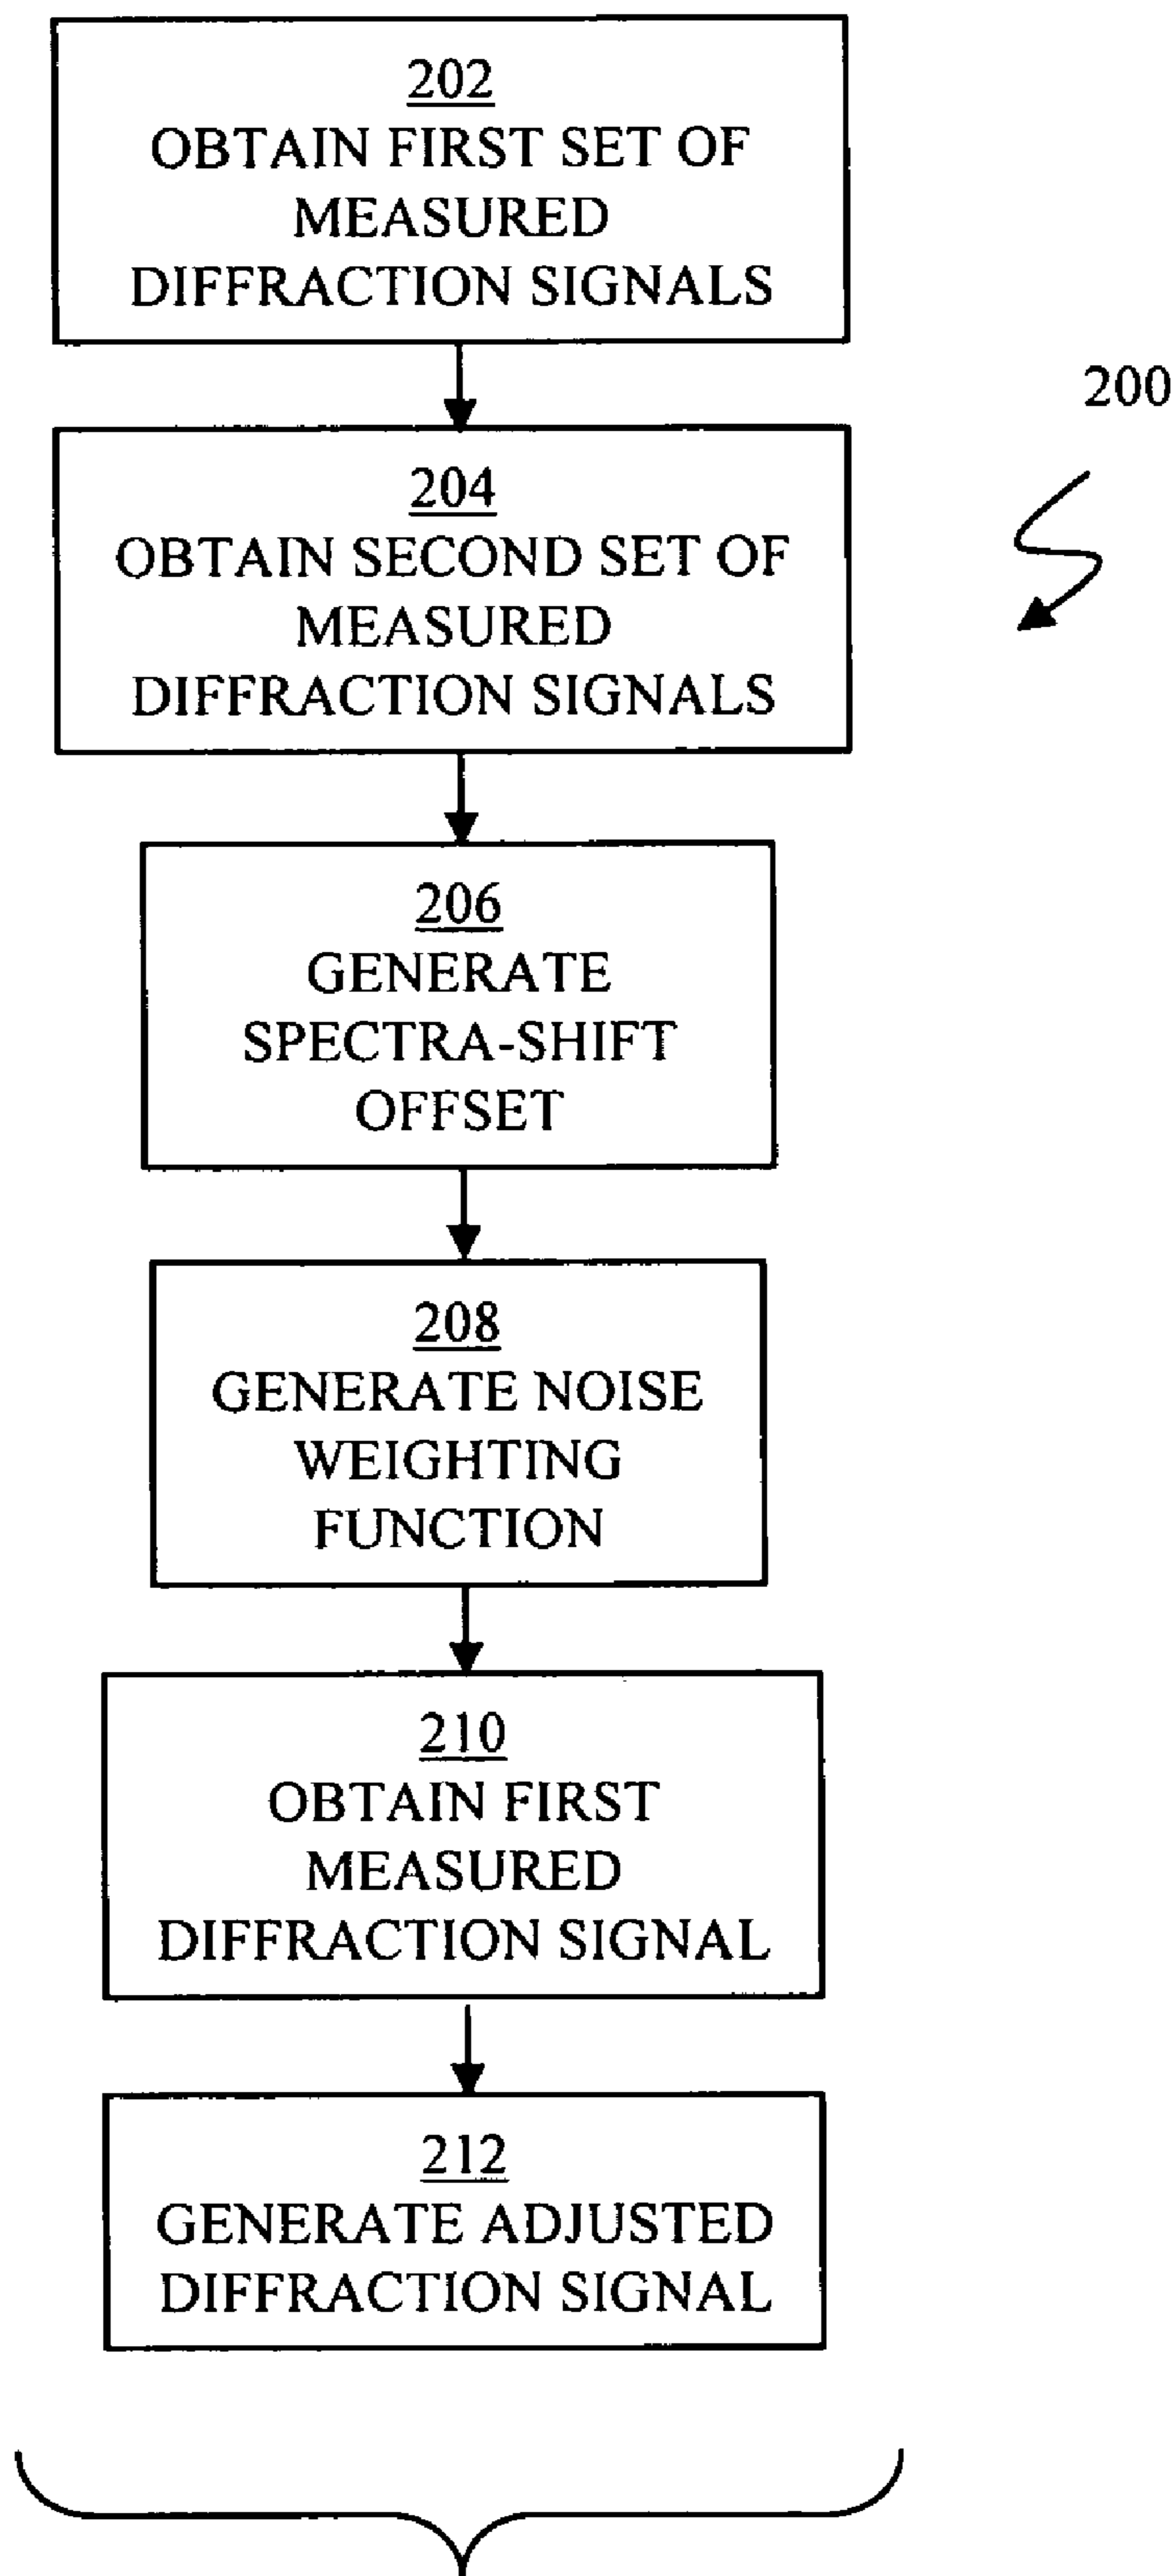 202
OBTAIN FIRST SET OF
MEASURED
DIFFRACTION SIGNALS
200
204
OBTAIN SECOND SET OF
MEASURED
DIFFRACTION SIGNALS
206
GENERATE
SPECTRA-SHIFT
OFFSET
208
GENERATE NOISE
WEIGHTING
FUNCTION
210
OBTAIN FIRST
MEASURED
DIFFRACTION SIGNAL
212
GENERATE ADJUSTED
DIFFRACTION SIGNAL